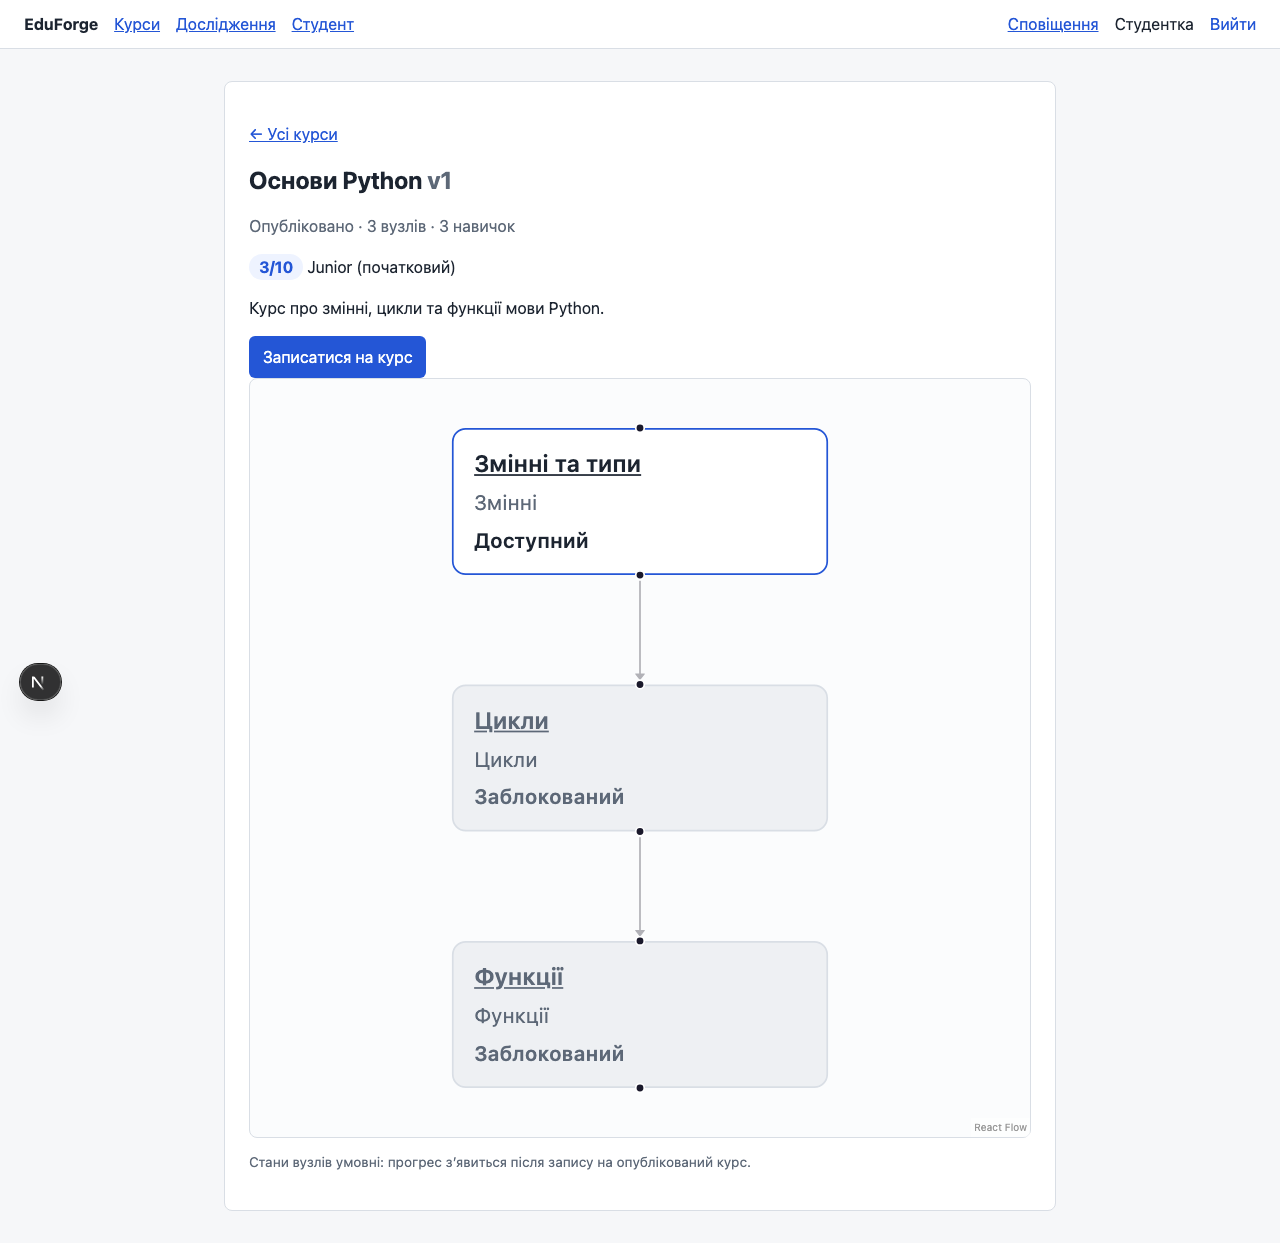 EduForge Курси Дослідження Студент Сповіщення Студентка Вийти
← Усі курси
Основи Python v1
Опубліковано · 3 вузлів · 3 навичок
3/10 Junior (початковий)
Курс про змінні, цикли та функції мови Python.
Записатися на курс
Змінні та типи
Змінні
Доступний
Цикли
Цикли
Заблокований
Функції
Функції
Заблокований
React Flow
Стани вузлів умовні: прогрес з’явиться після запису на опублікований курс.
N